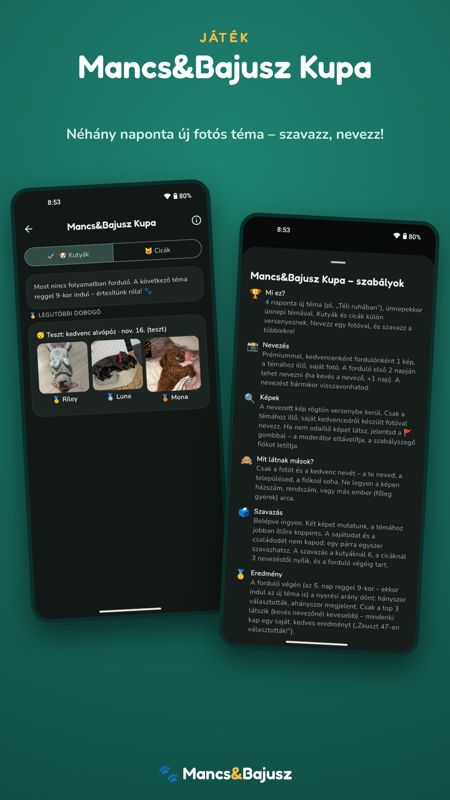 JÁTÉK
Mancs&Bajusz Kupa
Néhány naponta új fotós téma – szavazz, nevezz!
8:53
80%
Mancs&Bajusz Kupa
Kutyák
Cicák
Most nincs folyamatban forduló. A következő téma
reggel 9-kor indul – értesítünk róla! 🐾
🏅 LEGUTÓBBI DOBOGÓ
😴 Teszt: kedvenc alvópóz · nov. 16. (teszt)
🥇 Riley
🥈 Luna
🥉 Mona
8:53
80%
Mancs&Bajusz Kupa – szabályok
🏆 Mi ez?
4 naponta új téma (pl. „Téli ruhában”), ünnepekkor
ünnepi témával. Kutyák és cicák külön
versenyeznek. Nevezz egy fotóval, és szavazz a
többiekre!
📸 Nevezés
Prémiummal, kedvencenként fordulónként 1 kép,
a témához illő, saját fotó. A forduló első 2 napján
lehet nevezni (ha kevés a nevező, +1 nap). A
nevezést bármikor visszavonhatod.
🔍 Képek
A nevezett kép rögtön versenybe kerül. Csak a
témához illő, saját kedvencedről készült fotóval
nevezz. Ha nem odaillő képet látsz, jelentsd a 🚩
gombbal – a moderátor eltávolítja, a szabályszegő
fiókot letiltja.
🙈 Mit látnak mások?
Csak a fotót és a kedvenc nevét – a te neved, a
településed, a fiókod soha. Ne legyen a képen
házszám, rendszám, vagy más ember (főleg
gyerek) arca.
🗳️ Szavazás
Belépve ingyen. Két képet mutatunk, a témához
jobban illőre koppints. A sajátodat és a
családodét nem kapod; egy párra egyszer
szavazhatsz. A szavazás a kutyáknál 6, a cicáknál
3 nevezéstől nyílik, és a forduló végéig tart.
🏅 Eredmény
A forduló végén (az 5. nap reggel 9-kor – ekkor
indul az új téma is) a nyerési arány dönt: hányszor
választották, ahányszor megjelent. Csak a top 3
látszik (kevés nevezőnél kevesebb) – mindenki
kap egy saját, kedves eredményt („Zeuszt 47-en
választották!”).
🐾 Mancs&Bajusz